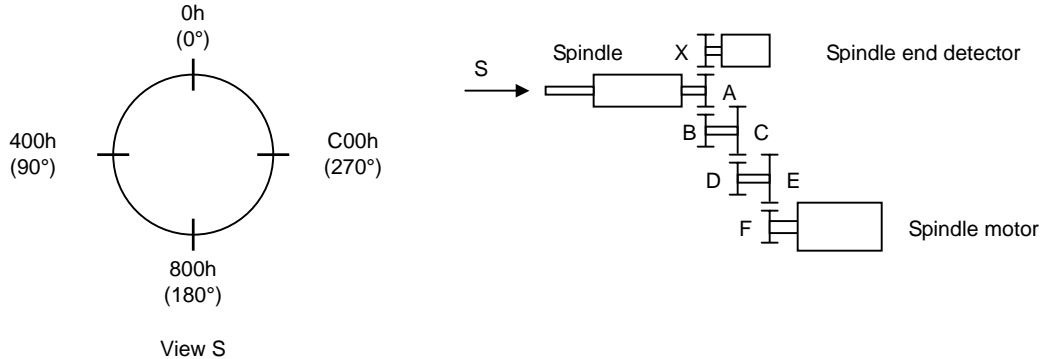 0h
(0°)
400h
(90°)
C00h
(270°)
800h
(180°)
View S
S
Spindle
X
Spindle end detector
A
B
C
D
E
F
Spindle motor